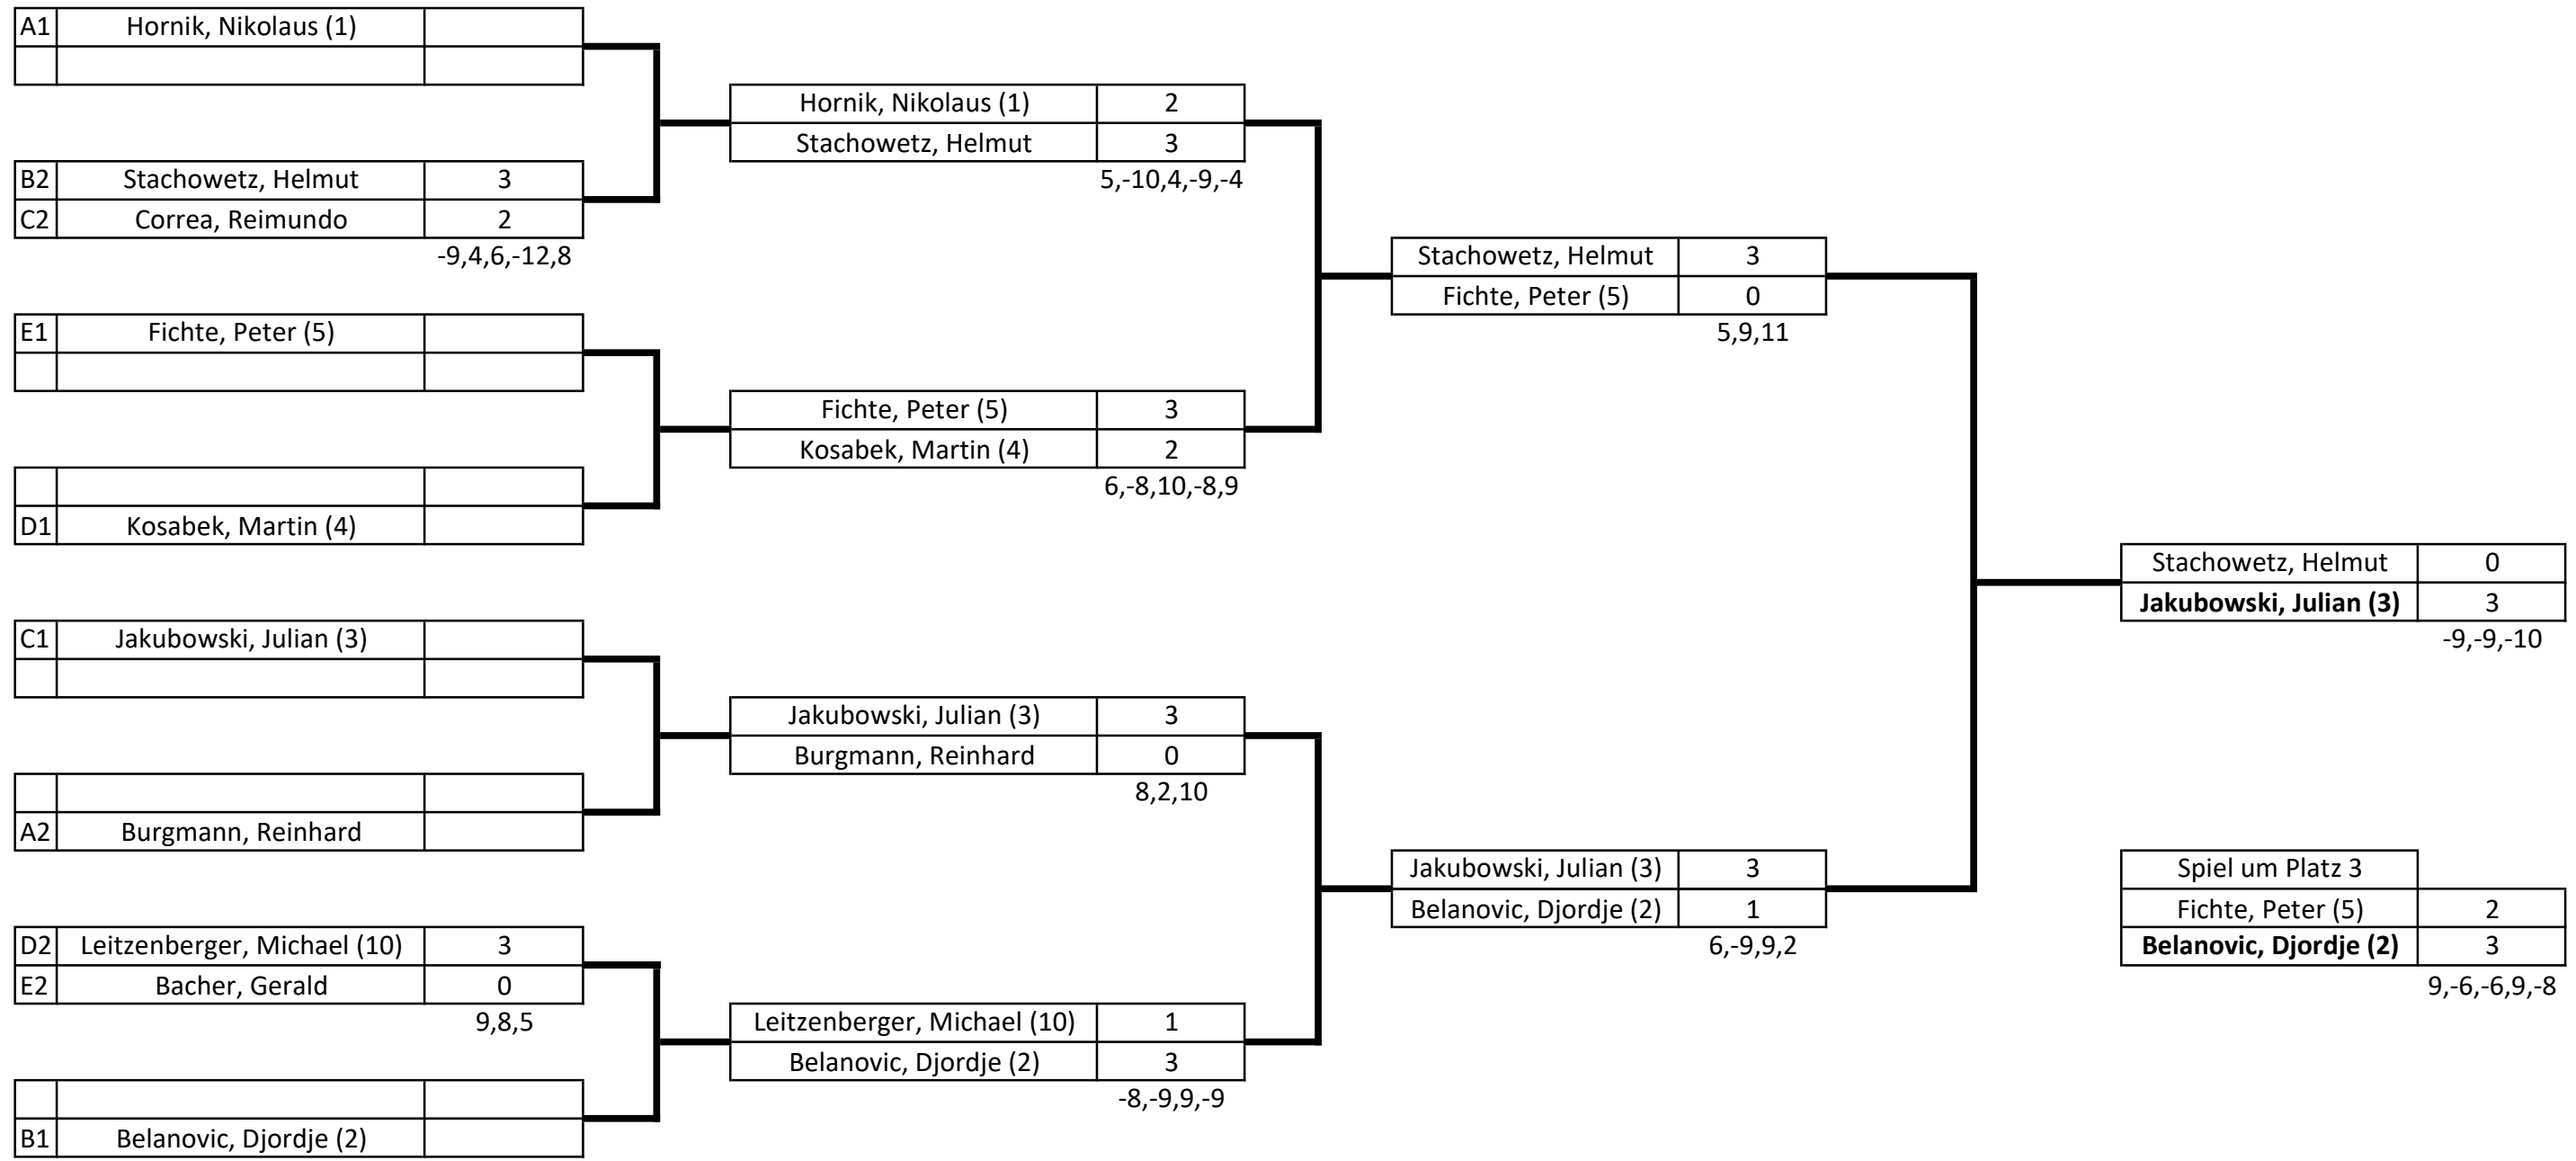 A1 Hornik, Nikolaus (1)
B2 Stachowetz, Helmut 3
C2 Correa, Reimundo 2
-9,4,6,-12,8
E1 Fichte, Peter (5)
D1 Kosabek, Martin (4)
C1 Jakubowski, Julian (3)
A2 Burgmann, Reinhard
D2 Leitzenberger, Michael (10) 3
E2 Bacher, Gerald 0
9,8,5
B1 Belanovic, Djordje (2)
Hornik, Nikolaus (1) 2
Stachowetz, Helmut 3
5,-10,4,-9,-4
Fichte, Peter (5) 3
Kosabek, Martin (4) 2
6,-8,10,-8,9
Jakubowski, Julian (3) 3
Burgmann, Reinhard 0
8,2,10
Leitzenberger, Michael (10) 1
Belanovic, Djordje (2) 3
-8,-9,9,-9
Stachowetz, Helmut 3
Fichte, Peter (5) 0
5,9,11
Jakubowski, Julian (3) 3
Belanovic, Djordje (2) 1
6,-9,9,2
Stachowetz, Helmut 0
Jakubowski, Julian (3) 3
-9,-9,-10
Spiel um Platz 3
Fichte, Peter (5) 2
Belanovic, Djordje (2) 3
9,-6,-6,9,-8